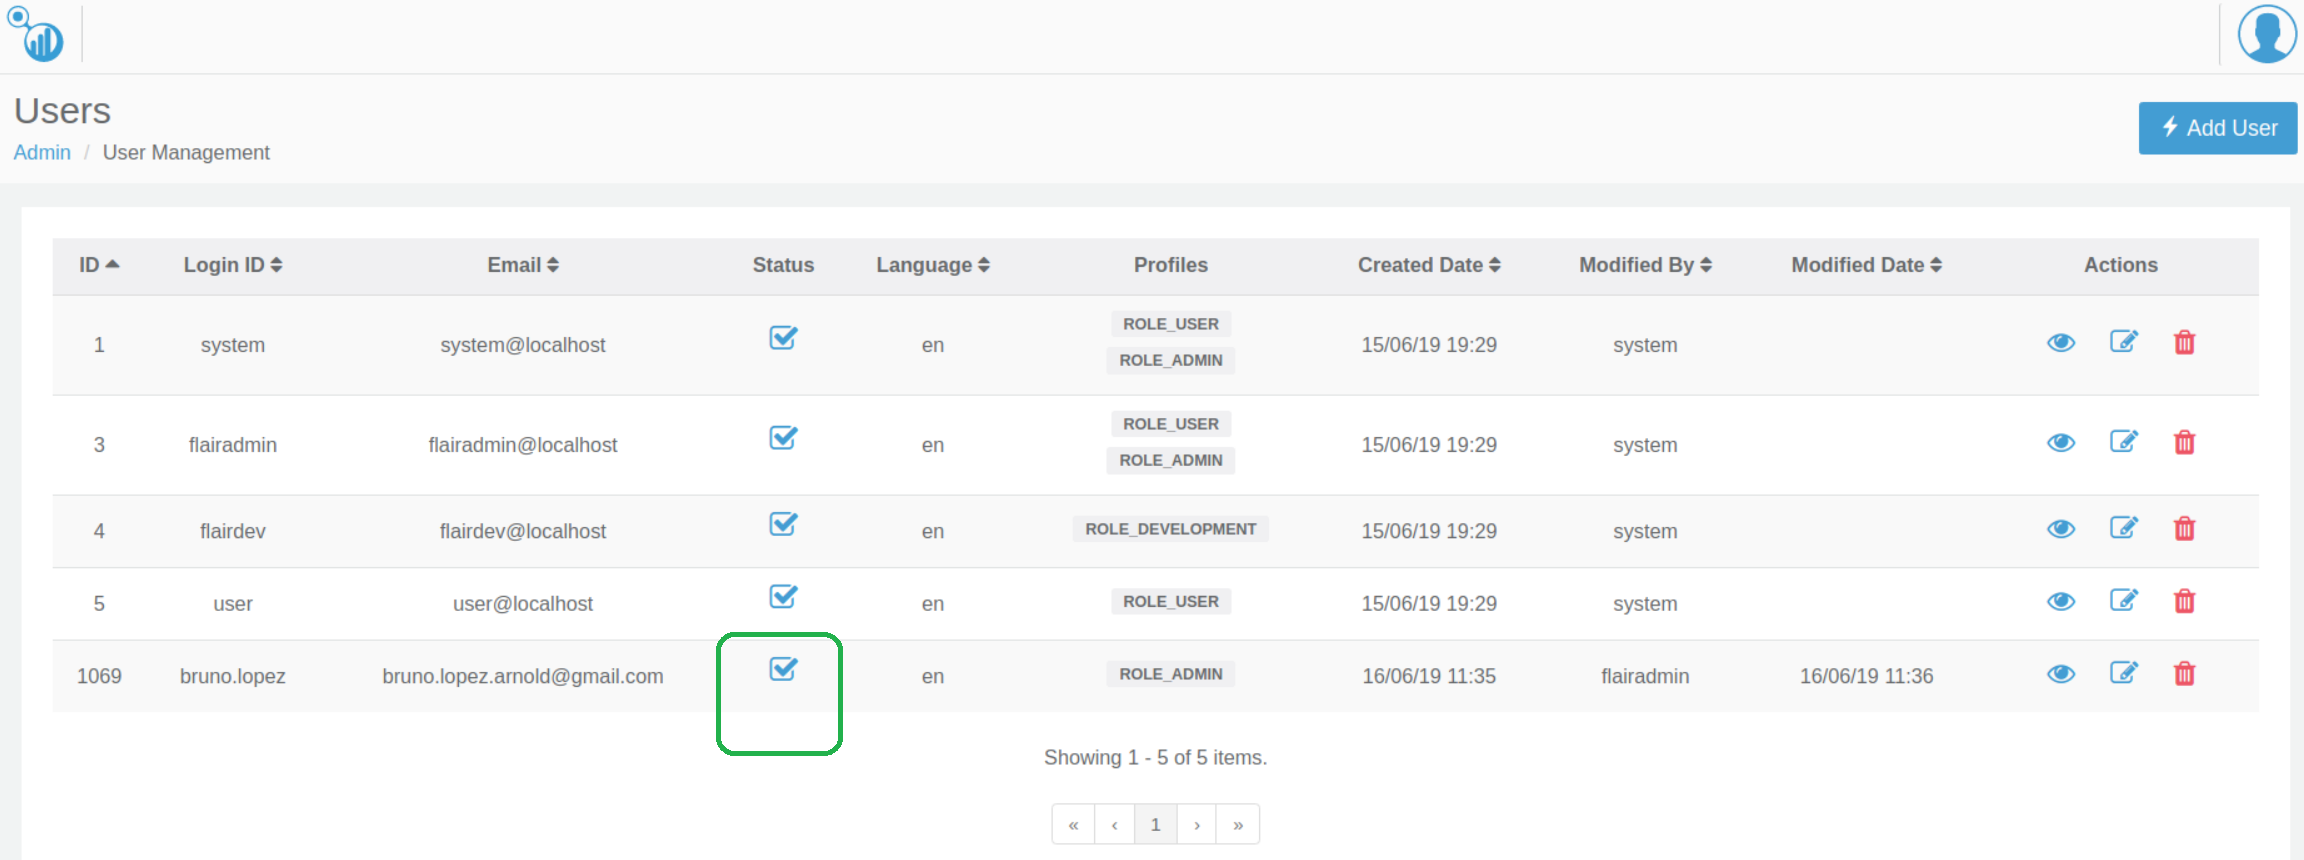 Users
Add User
Admin / User Management
ID Login ID Email Status Language Profiles Created Date Modified By Modified Date Actions
1 system system@localhost en ROLE_USER ROLE_ADMIN 15/06/19 19:29 system
3 flairadmin flairadmin@localhost en ROLE_USER ROLE_ADMIN 15/06/19 19:29 system
4 flairdev flairdev@localhost en ROLE_DEVELOPMENT 15/06/19 19:29 system
5 user user@localhost en ROLE_USER 15/06/19 19:29 system
1069 bruno.lopez bruno.lopez.arnold@gmail.com en ROLE_ADMIN 16/06/19 11:35 flairadmin 16/06/19 11:36
Showing 1 - 5 of 5 items.
« ‹ 1 › »